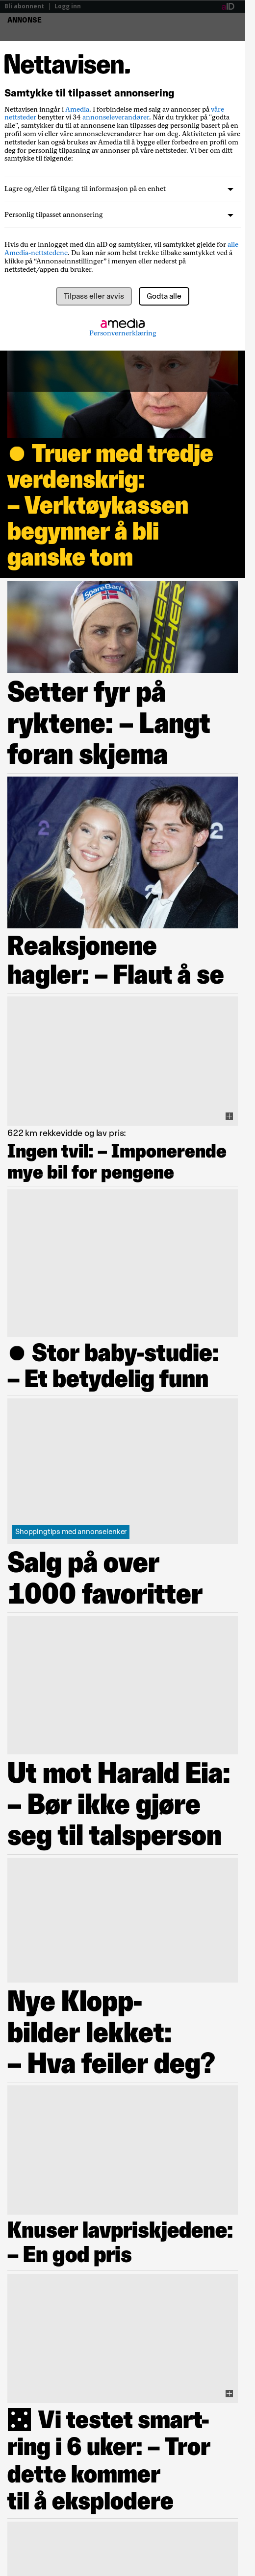 Bli abonnent | Logg inn
aID
ANNONSE
Nettavisen.
Samtykke til tilpasset annonsering
Nettavisen inngår i Amedia. I forbindelse med salg av annonser på våre
nettsteder benytter vi 34 annonseleverandører. Når du trykker på "godta
alle", samtykker du til at annonsene kan tilpasses deg personlig basert på en
profil som vi eller våre annonseleverandører har om deg. Aktiviteten på våre
nettsteder kan også brukes av Amedia til å bygge eller forbedre en profil om
deg for personlig tilpasning av annonser på våre nettsteder. Vi ber om ditt
samtykke til følgende:
Lagre og/eller få tilgang til informasjon på en enhet
Personlig tilpasset annonsering
Hvis du er innlogget med din aID og samtykker, vil samtykket gjelde for alle
Amedia-nettstedene. Du kan når som helst trekke tilbake samtykket ved å
klikke på “Annonseinnstillinger” i menyen eller nederst på
nettstedet/appen du bruker.
Tilpass eller avvis
Godta alle
amedia
Personvernerklæring
Truer med tredje
verdenskrig:
– Verktøykassen
begynner å bli
ganske tom
SpareBank
FISCHER
Setter fyr på
ryktene: – Langt
foran skjema
2
2
2
Reaksjonene
hagler: – Flaut å se
622 km rekkevidde og lav pris:
Ingen tvil: – Imponerende
mye bil for pengene
Stor baby-studie:
– Et betydelig funn
Shoppingtips med annonselenker
Salg på over
1000 favoritter
Ut mot Harald Eia:
– Bør ikke gjøre
seg til talsperson
Nye Klopp-
bilder lekket:
– Hva feiler deg?
Knuser lavpriskjedene:
– En god pris
Vi testet smart-
ring i 6 uker: – Tror
dette kommer
til å eksplodere